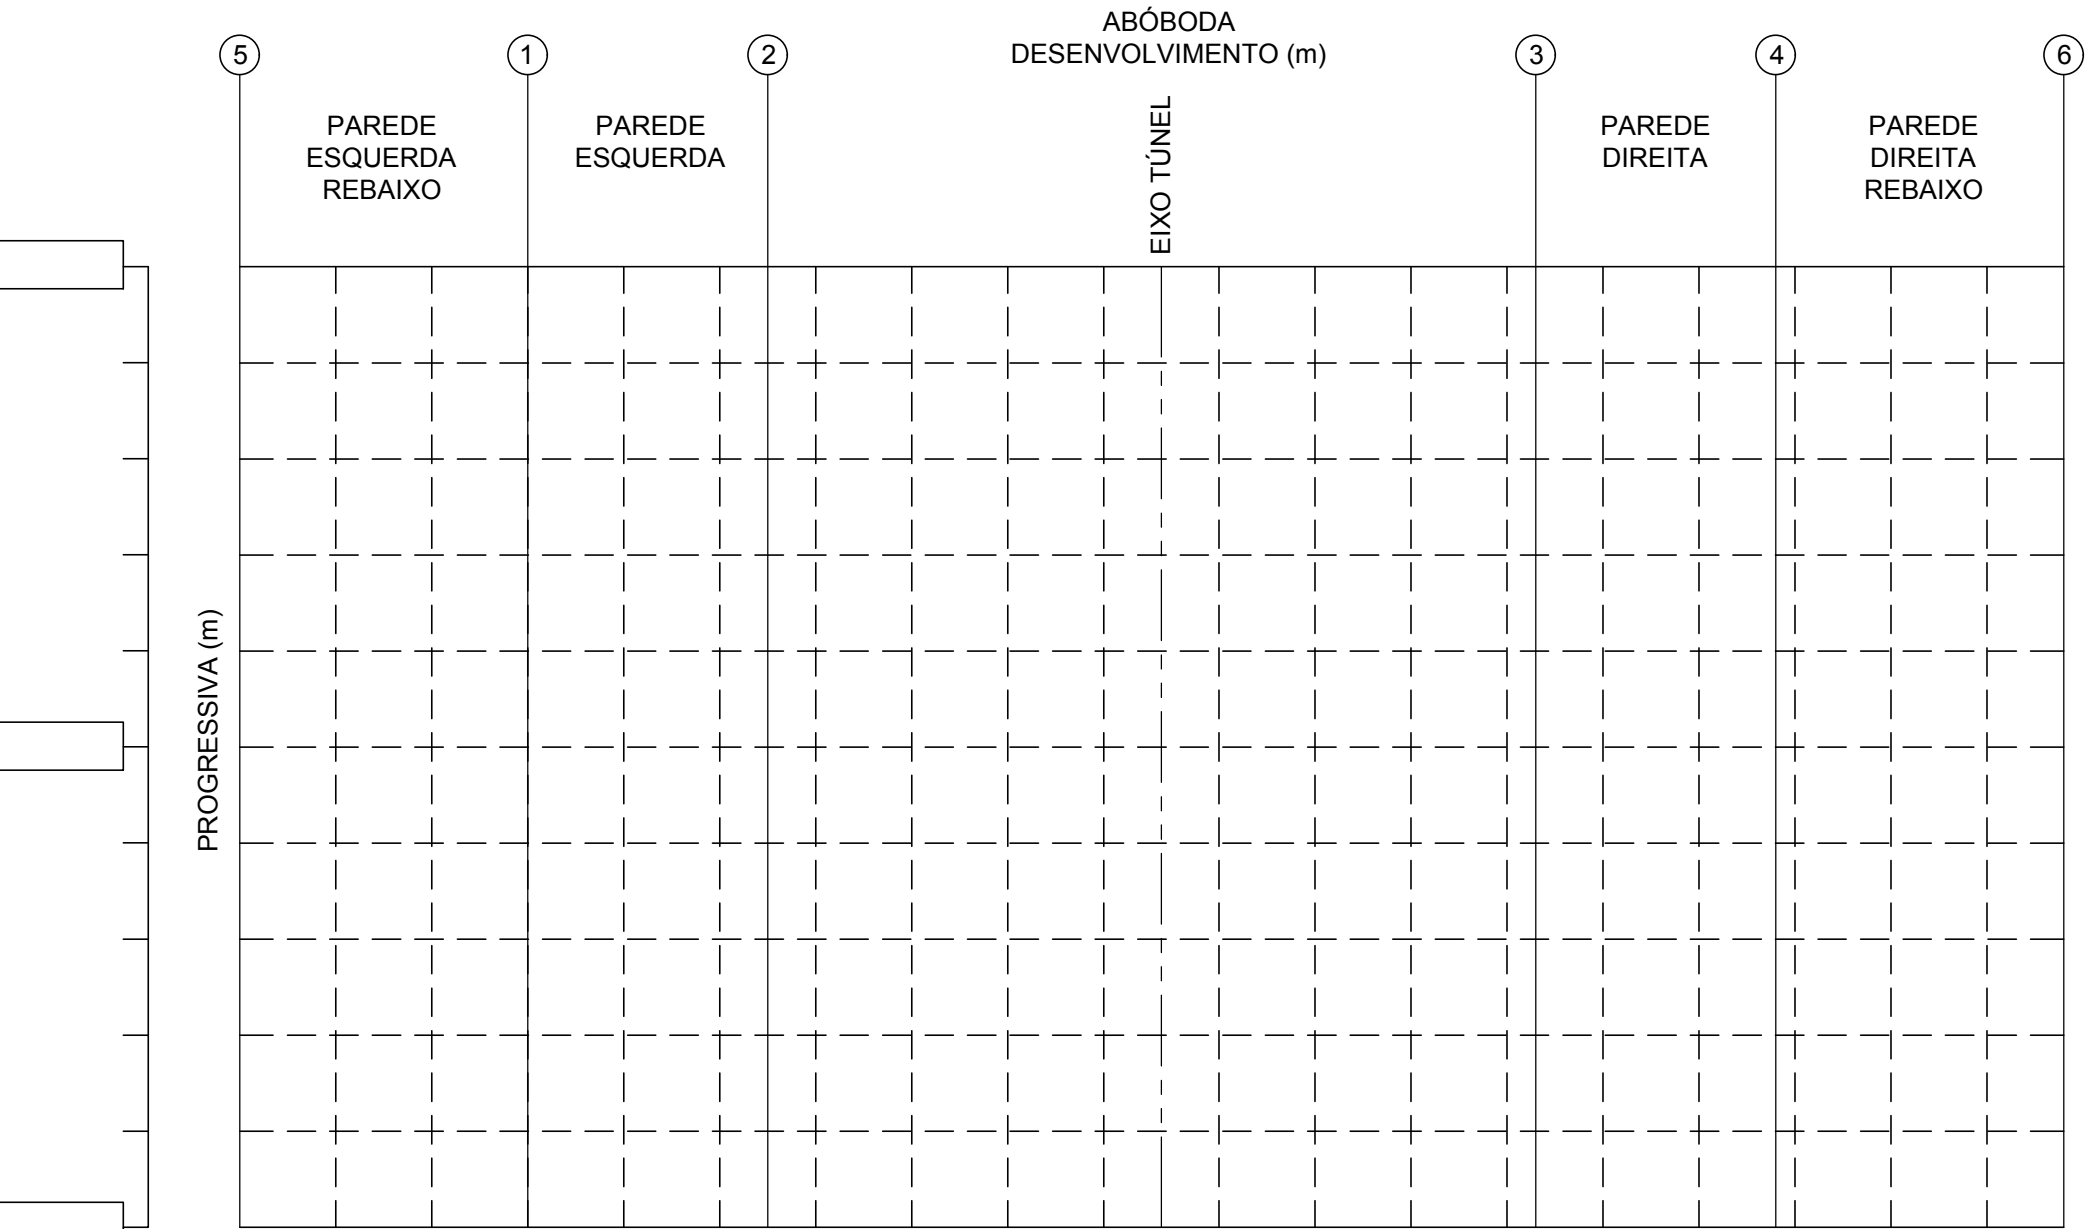 ABÓBODA
DESENVOLVIMENTO (m)
5
1
2
3
4
6
PAREDE
ESQUERDA
REBAIXO
PAREDE
ESQUERDA
EIXO TÚNEL
PAREDE
DIREITA
PAREDE
DIREITA
REBAIXO
PROGRESSIVA (m)